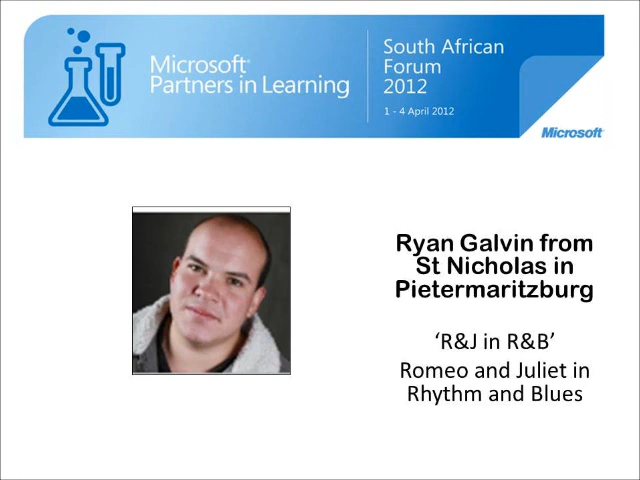 Microsoft®
Partners in Learning
South African
Forum
2012
1 - 4 April 2012
Microsoft®
Ryan Galvin from
St Nicholas in
Pietermaritzburg
‘R&J in R&B’
Romeo and Juliet in
Rhythm and Blues